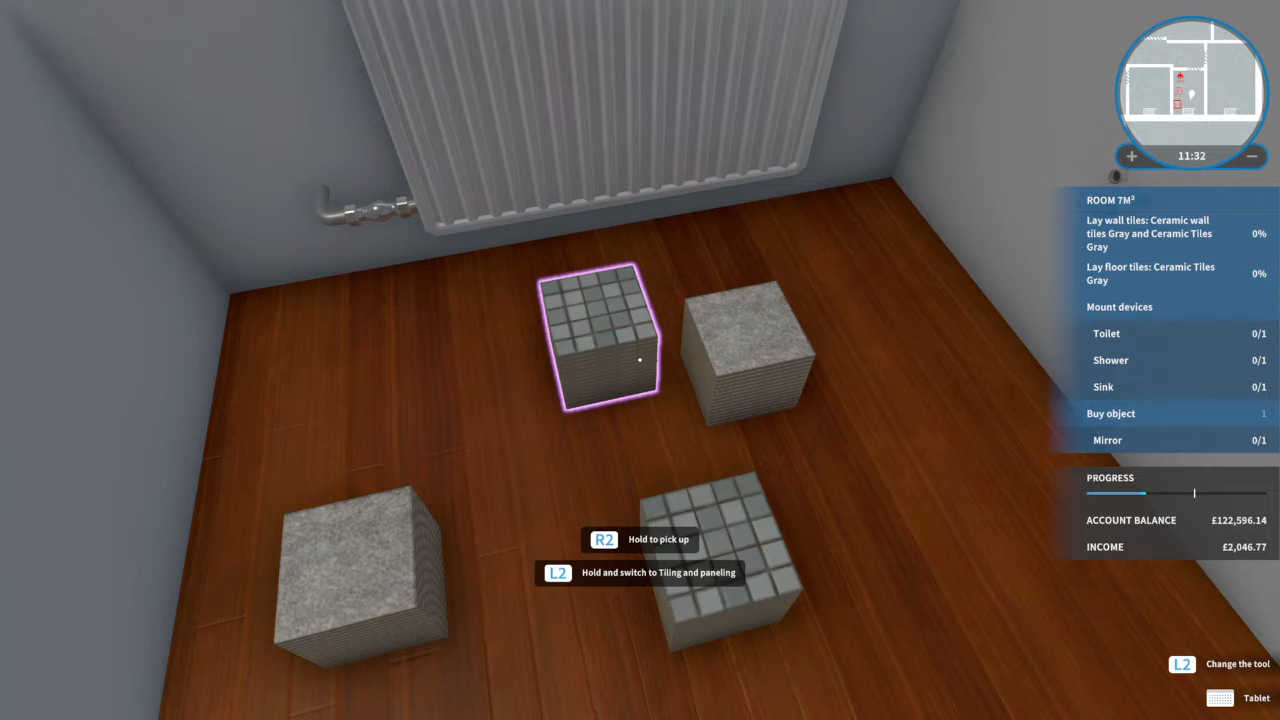 11:32
ROOM 7M²
Lay wall tiles: Ceramic wall
tiles Gray and Ceramic Tiles
Gray
0%
Lay floor tiles: Ceramic Tiles
Gray
0%
Mount devices
Toilet 0/1
Shower 0/1
Sink 0/1
Buy object 1
Mirror 0/1
PROGRESS
ACCOUNT BALANCE £122,596.14
INCOME £2,046.77
R2 Hold to pick up
L2 Hold and switch to Tiling and paneling
L2 Change the tool
Tablet